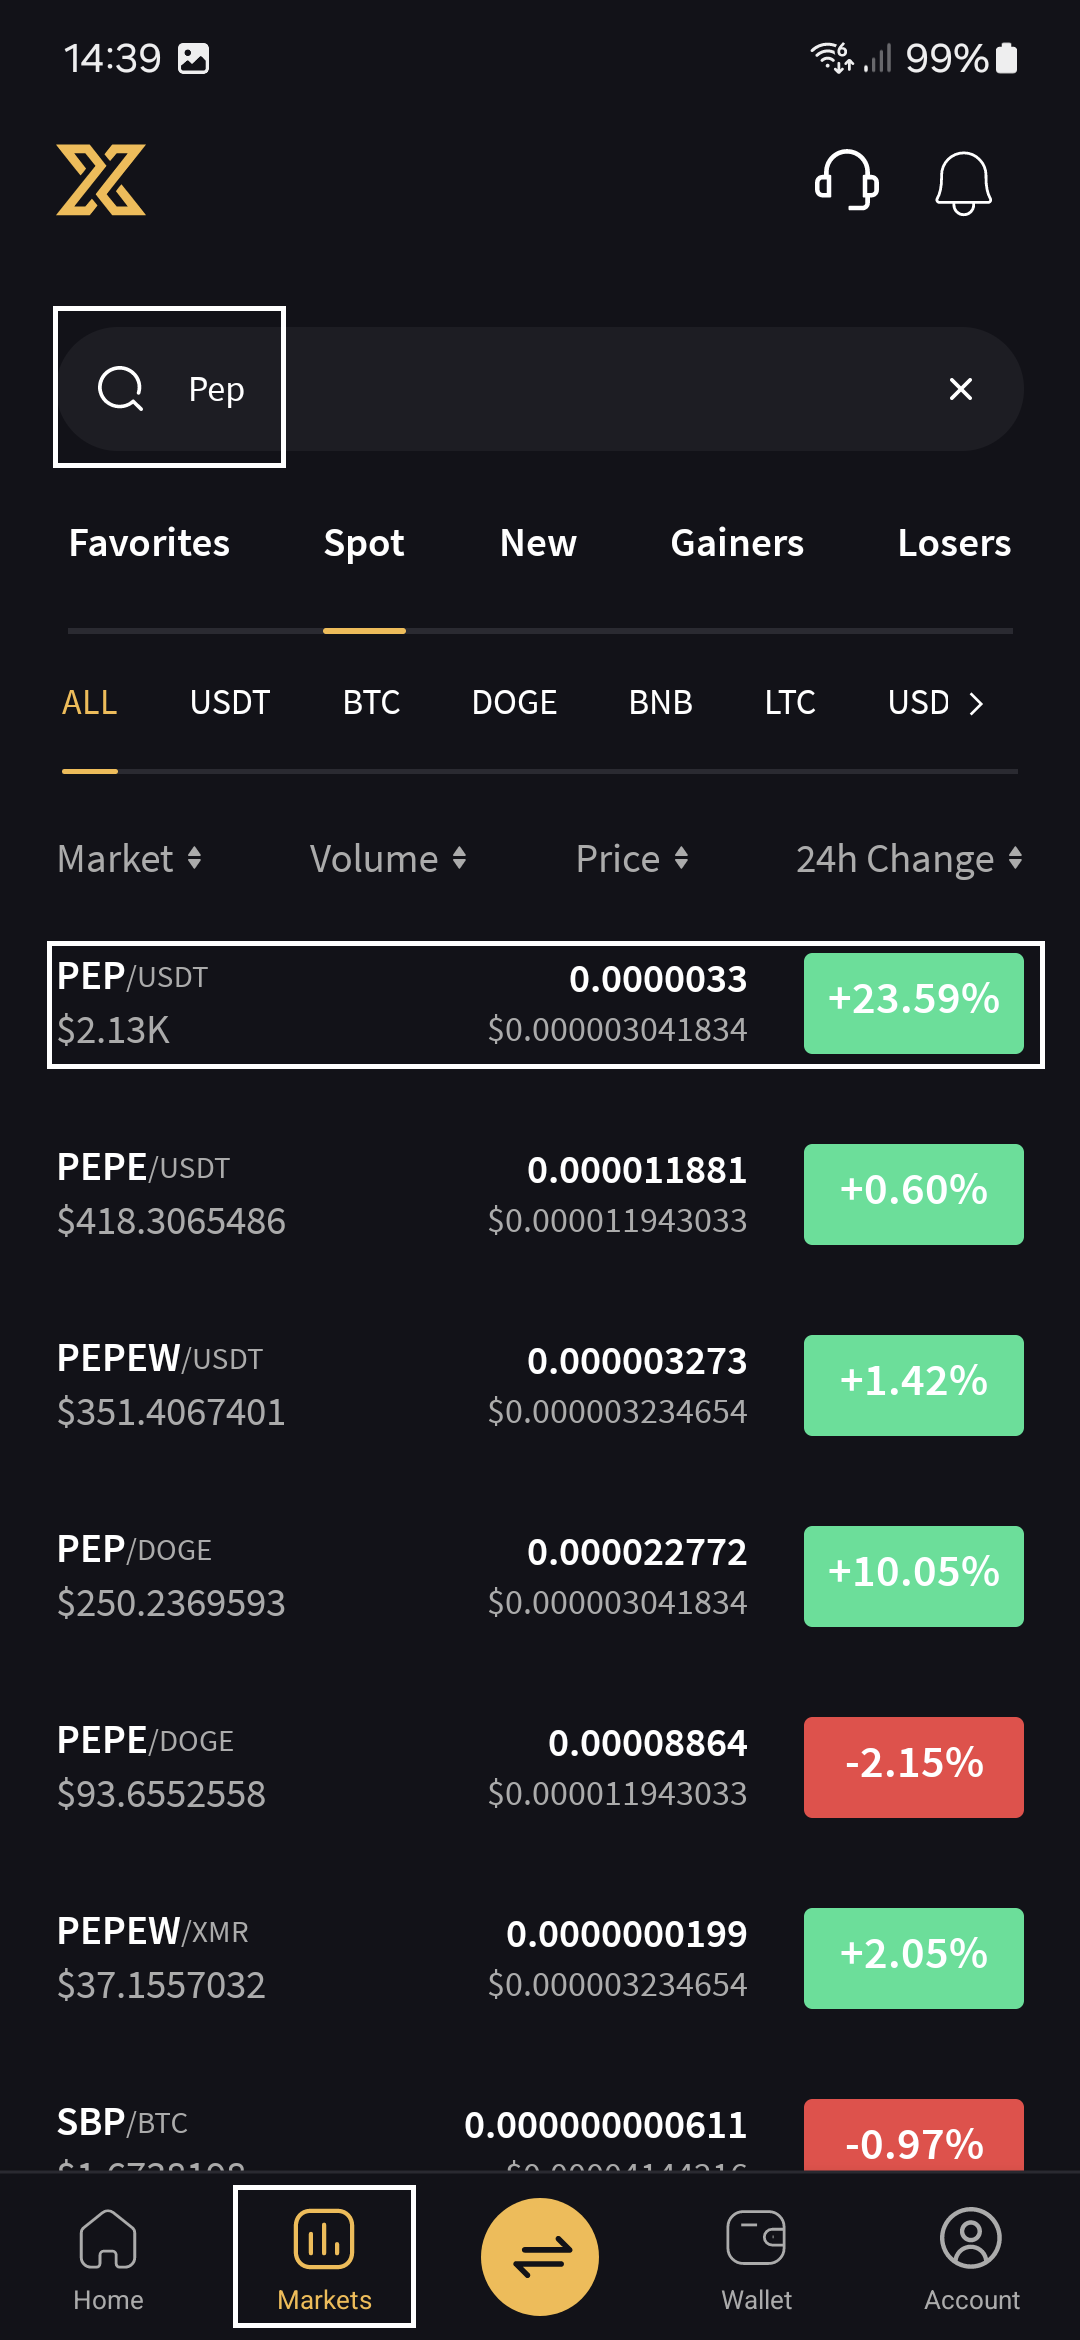 14:39 6 99%
Pep
Favorites Spot New Gainers Losers
ALL USDT BTC DOGE BNB LTC USD
Market Volume Price 24h Change
PEP/USDT 0.0000033 +23.59%
$2.13K $0.000003041834
PEPE/USDT 0.000011881 +0.60%
$418.3065486 $0.000011943033
PEPEW/USDT 0.000003273 +1.42%
$351.4067401 $0.000003234654
PEP/DOGE 0.000022772 +10.05%
$250.2369593 $0.000003041834
PEPE/DOGE 0.00008864 -2.15%
$93.6552558 $0.000011943033
PEPEW/XMR 0.0000000199 +2.05%
$37.1557032 $0.000003234654
SBP/BTC 0.000000000611 -0.97%
Home Markets Wallet Account